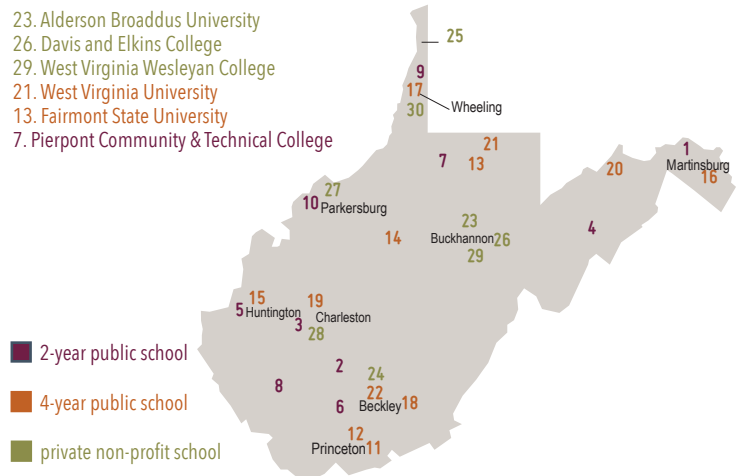 23. Alderson Broaddus University
26. Davis and Elkins College
29. West Virginia Wesleyan College
21. West Virginia University
13. Fairmont State University
7. Pierpont Community & Technical College
25
9
17
Wheeling
30
21
7
13
1
Martinsburg
20
16
27
10 Parkersburg
23
4
14
Buckhannon 26
29
15
19
5 Huntington
Charleston
3
28
2-year public school
2
24
8
22
4-year public school
6
Beckley 18
12
Princeton 11
private non-profit school